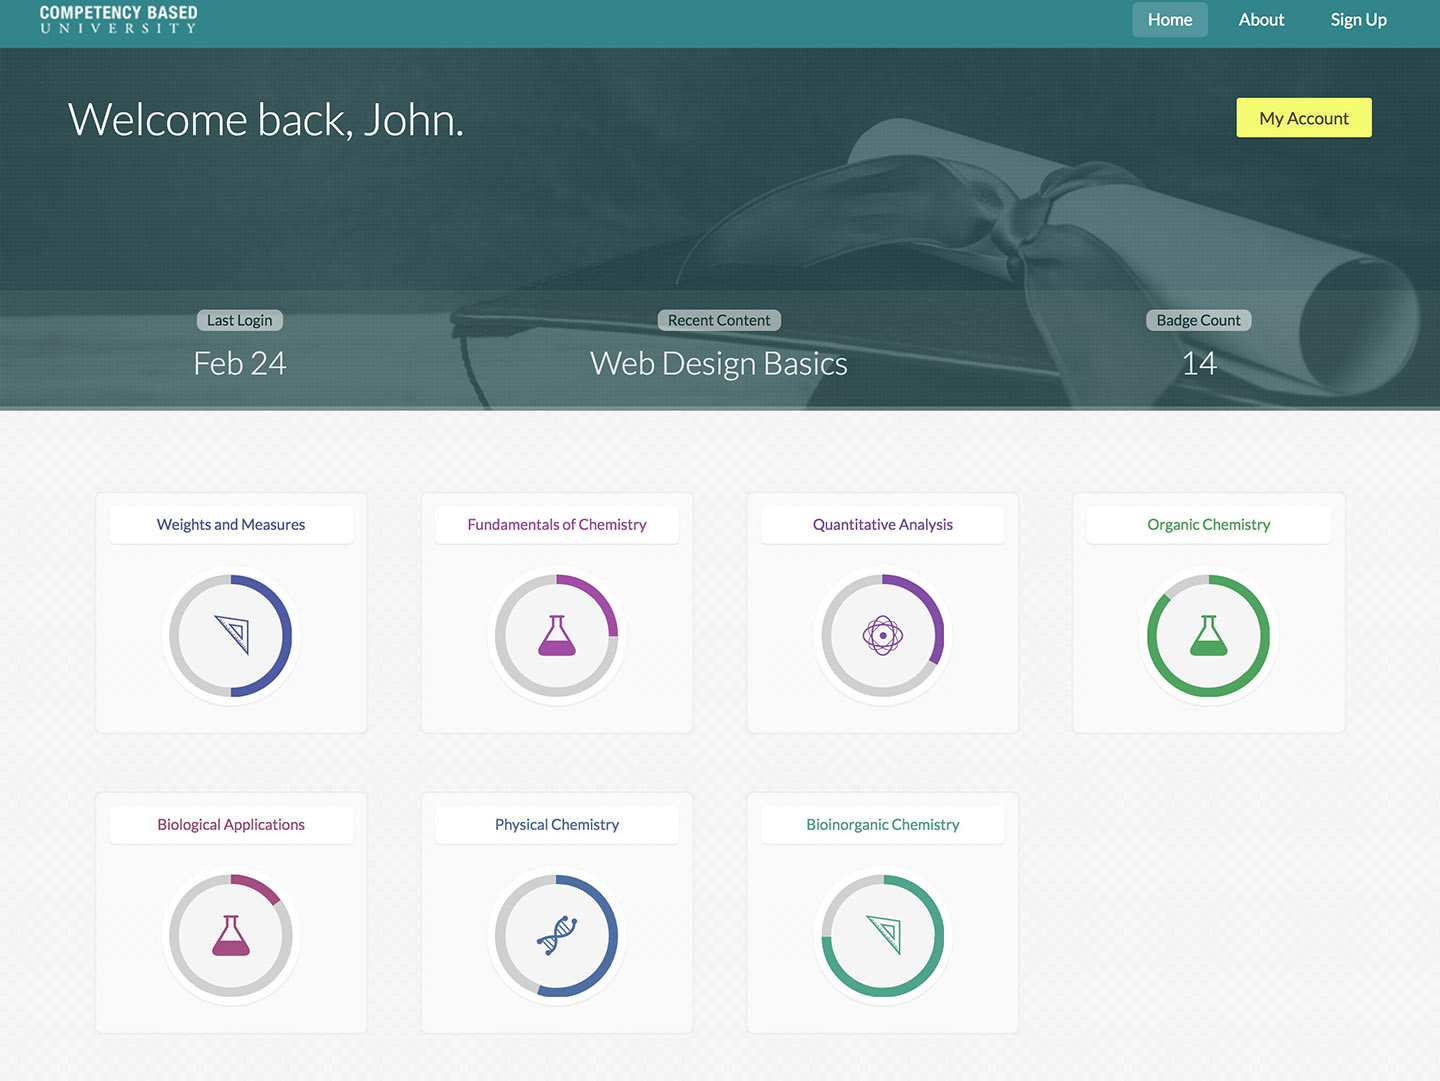 COMPETENCY BASED
UNIVERSITY
Home About Sign Up
Welcome back, John.
My Account
Last Login
Feb 24
Recent Content
Web Design Basics
Badge Count
14
Weights and Measures
Fundamentals of Chemistry
Quantitative Analysis
Organic Chemistry
Biological Applications
Physical Chemistry
Bioinorganic Chemistry